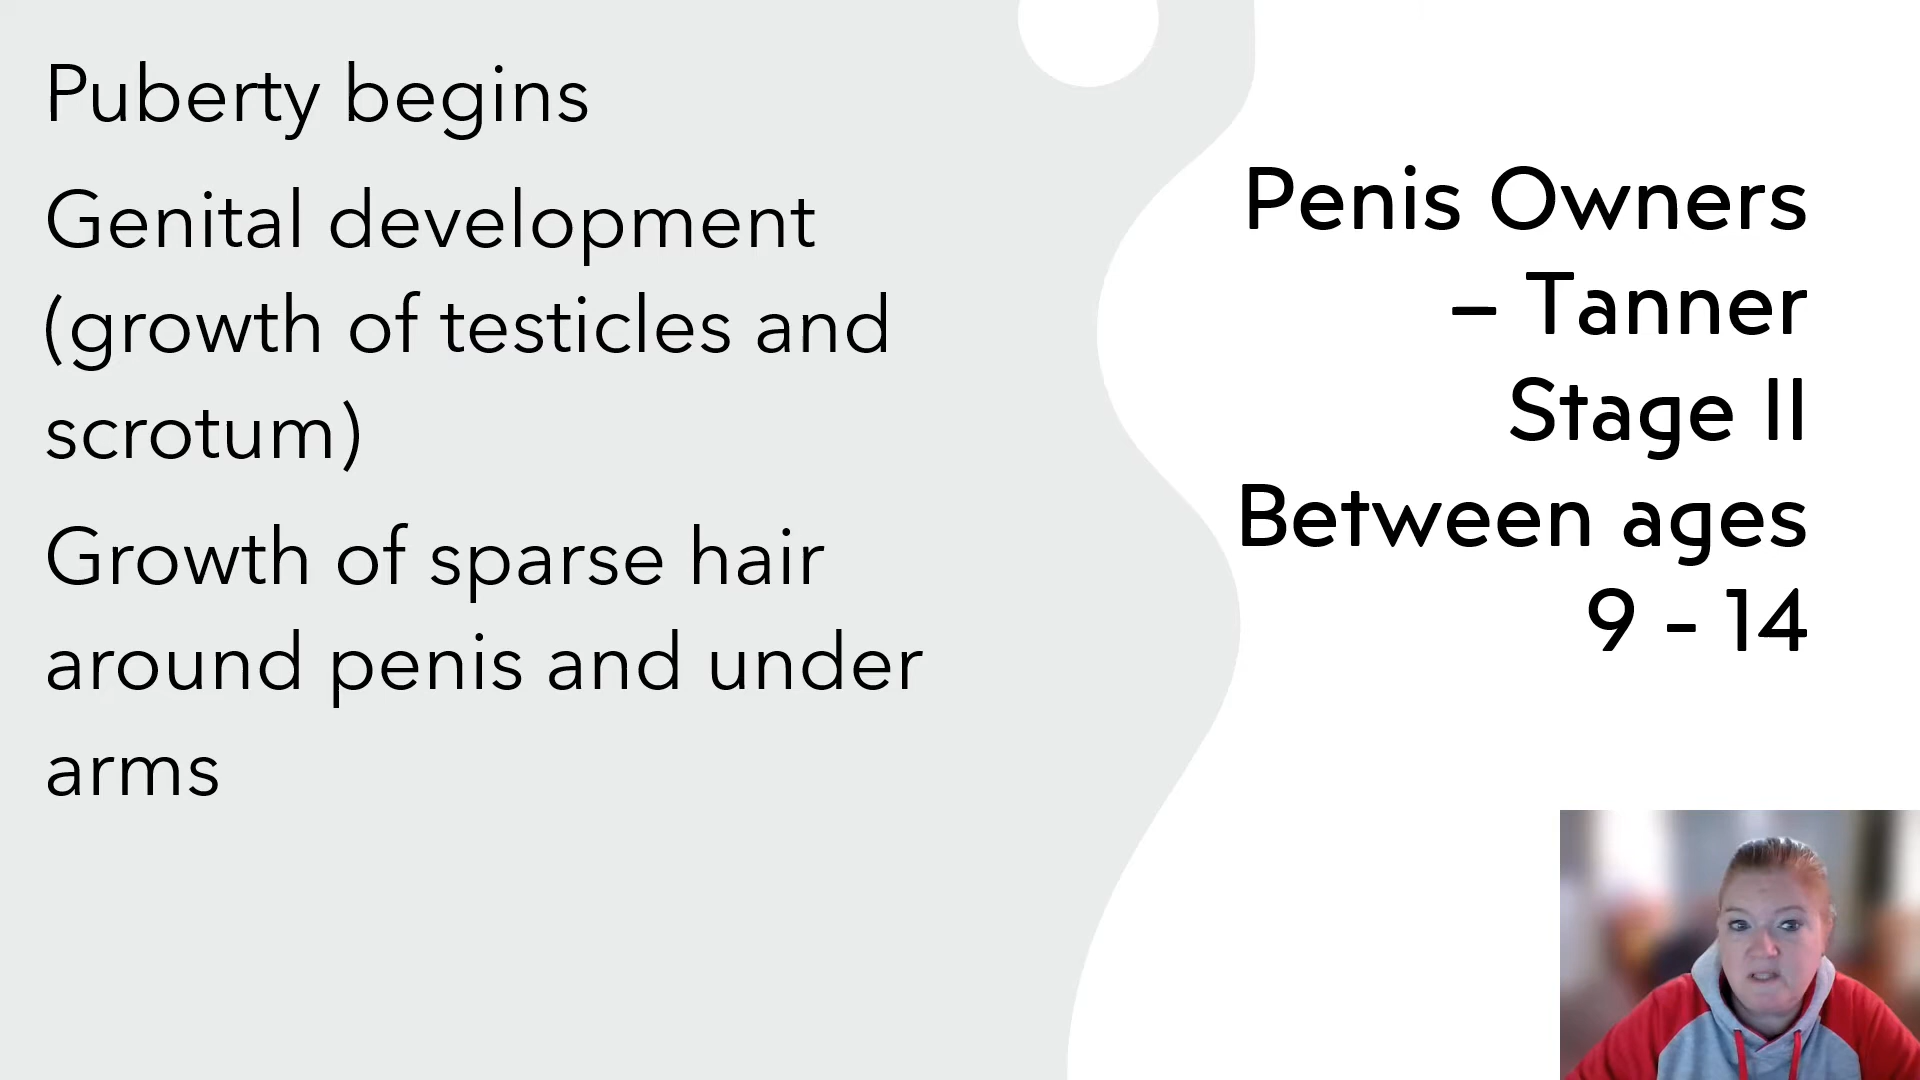 Puberty begins
Genital development
(growth of testicles and
scrotum)
Growth of sparse hair
around penis and under
arms
Penis Owners
– Tanner
Stage II
Between ages
9 - 14